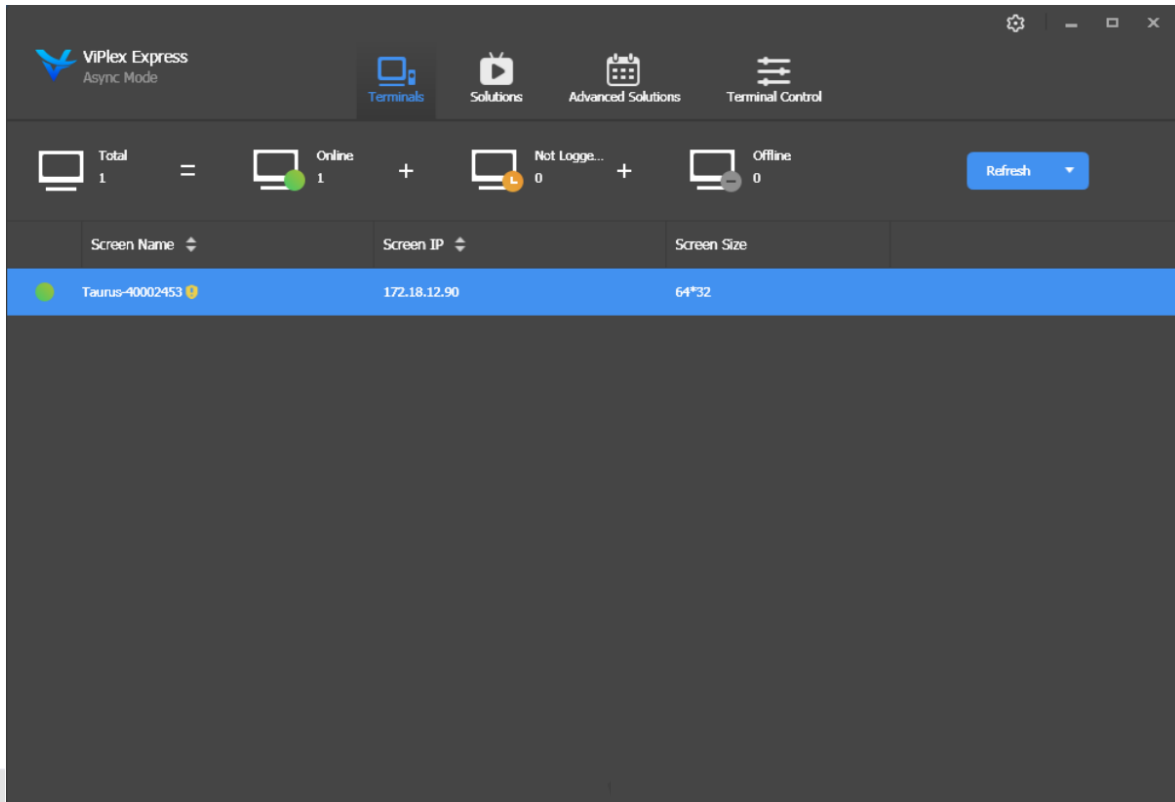 ViPlex Express
Async Mode
Terminals
Solutions
Advanced Solutions
Terminal Control
Total
1
=
Online
1
+
Not Logge...
0
+
Offline
0
Refresh
Screen Name
Screen IP
Screen Size
Taurus-40002453
172.18.12.90
64*32